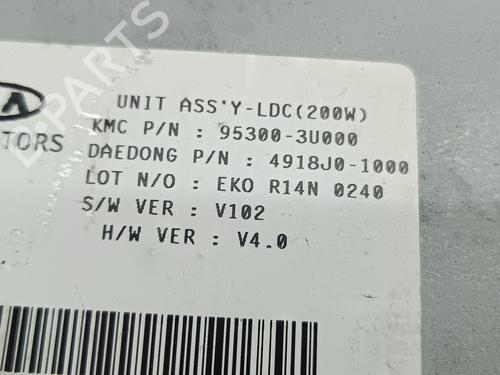 UNIT ASS'Y-LDC(200W)
KMC P/N : 95300-3U000
TORS
DAEDONG P/N : 4918J0-1000
LOT N/O : EKO R14N 0240
S/W VER : V102
H/W VER : V4.0